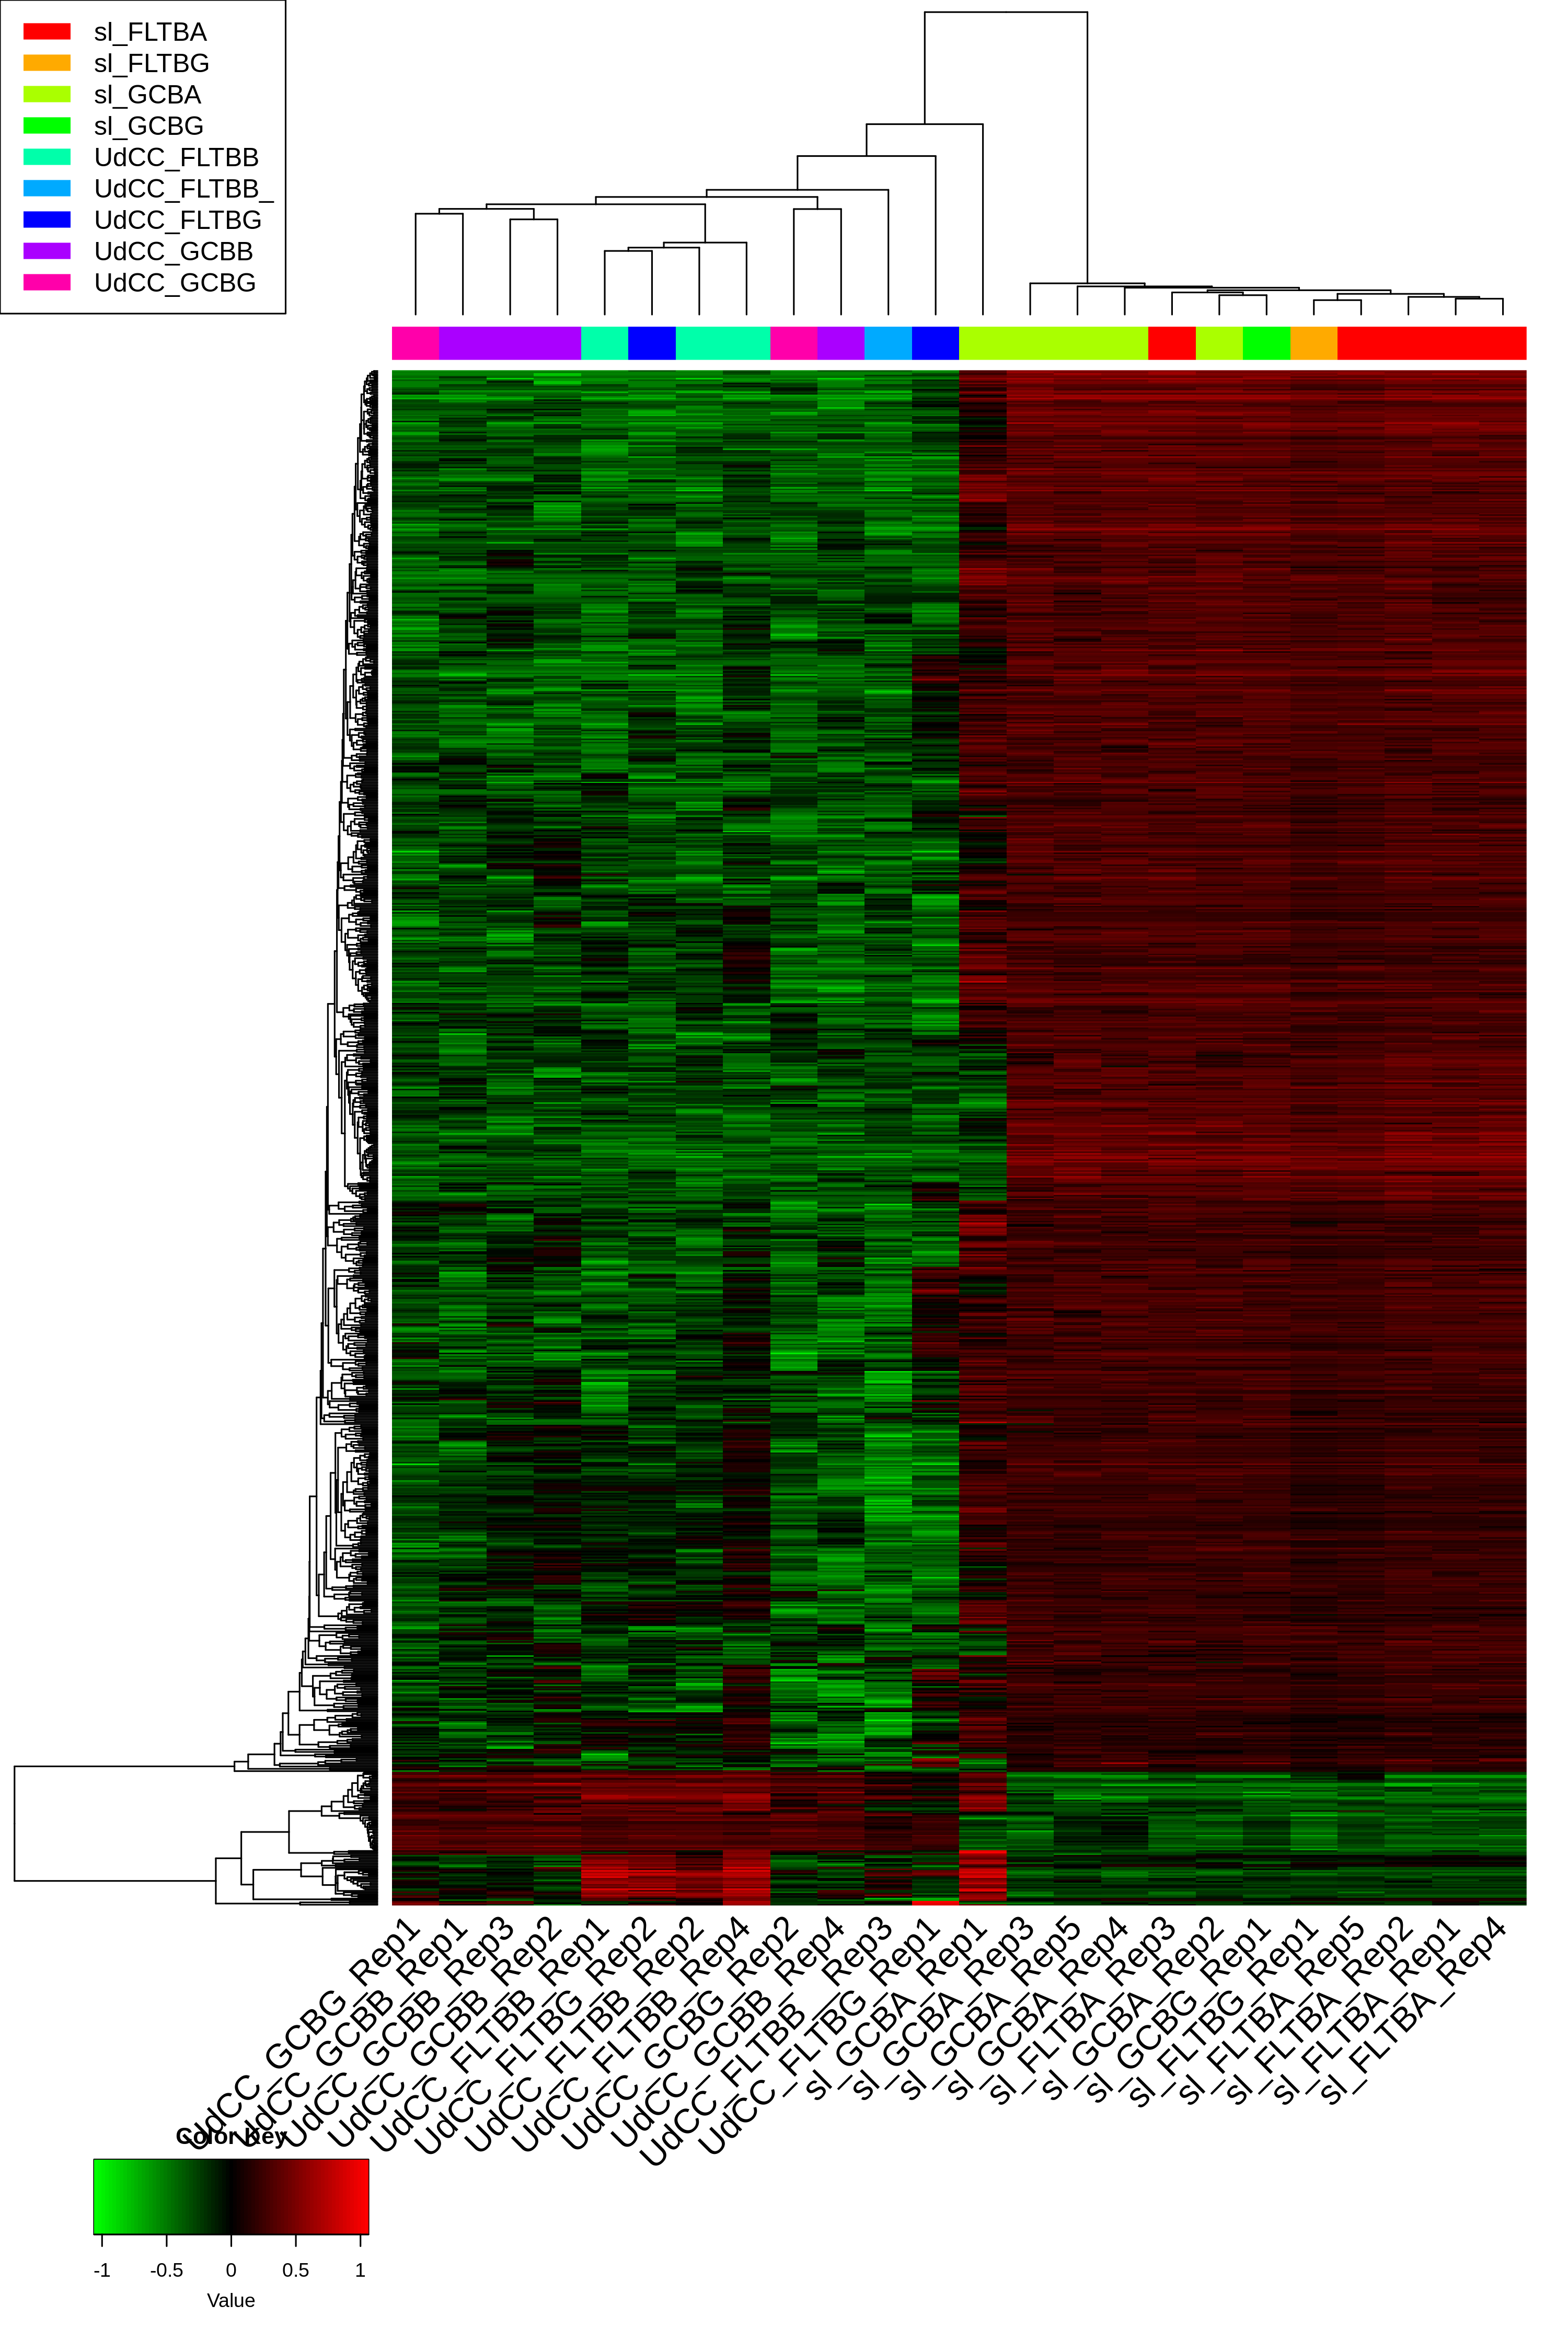 sl_FLTBA
sl_FLTBG
sl_GCBA
sl_GCBG
UdCC_FLTBB
UdCC_FLTBB_
UdCC_FLTBG
UdCC_GCBB
UdCC_GCBG
UdCC_GCBG_Rep1
UdCC_GCBB_Rep1
UdCC_GCBB_Rep3
UdCC_GCBB_Rep2
UdCC_FLTBB_Rep1
UdCC_FLTBG_Rep2
UdCC_FLTBB_Rep2
UdCC_FLTBB_Rep4
UdCC_GCBG_Rep2
UdCC_GCBB_Rep4
UdCC_FLTBB__Rep3
UdCC_FLTBG_Rep1
sl_GCBA_Rep1
sl_GCBA_Rep3
sl_GCBA_Rep5
sl_GCBA_Rep4
sl_FLTBA_Rep3
sl_GCBA_Rep2
sl_GCBG_Rep1
sl_FLTBG_Rep1
sl_FLTBA_Rep5
sl_FLTBA_Rep2
sl_FLTBA_Rep1
sl_FLTBA_Rep4
Color Key
-1 -0.5 0 0.5 1
Value